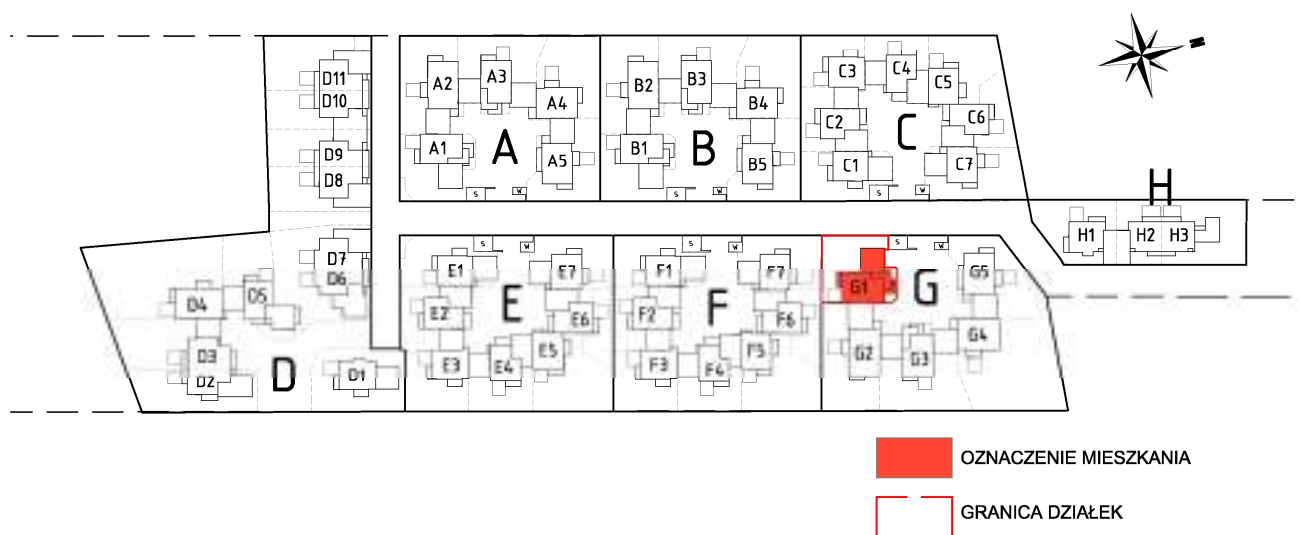 N
D11
D10
D9
D8
D7
D6
D5
D4
D3
D2
D1
D
A2
A3
A4
A1
A
A5
S
W
B2
B3
B4
B1
B
B5
S
W
C3
C4
C5
C2
C6
C
C1
C7
S
W
H
H1
H2
H3
S
W
E1
E7
E2
E
E6
E3
E4
E5
S
W
F1
F7
F2
F
F6
F3
F4
F5
S
W
G1
G
G5
G2
G3
G4
OZNACZENIE MIESZKANIA
GRANICA DZIAŁEK